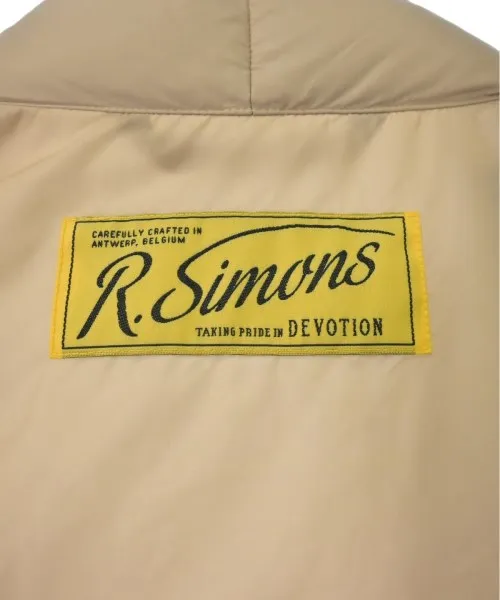 CAREFULLY CRAFTED IN
ANTWERP, BELGIUM
R. Simons
TAKING PRIDE IN DEVOTION